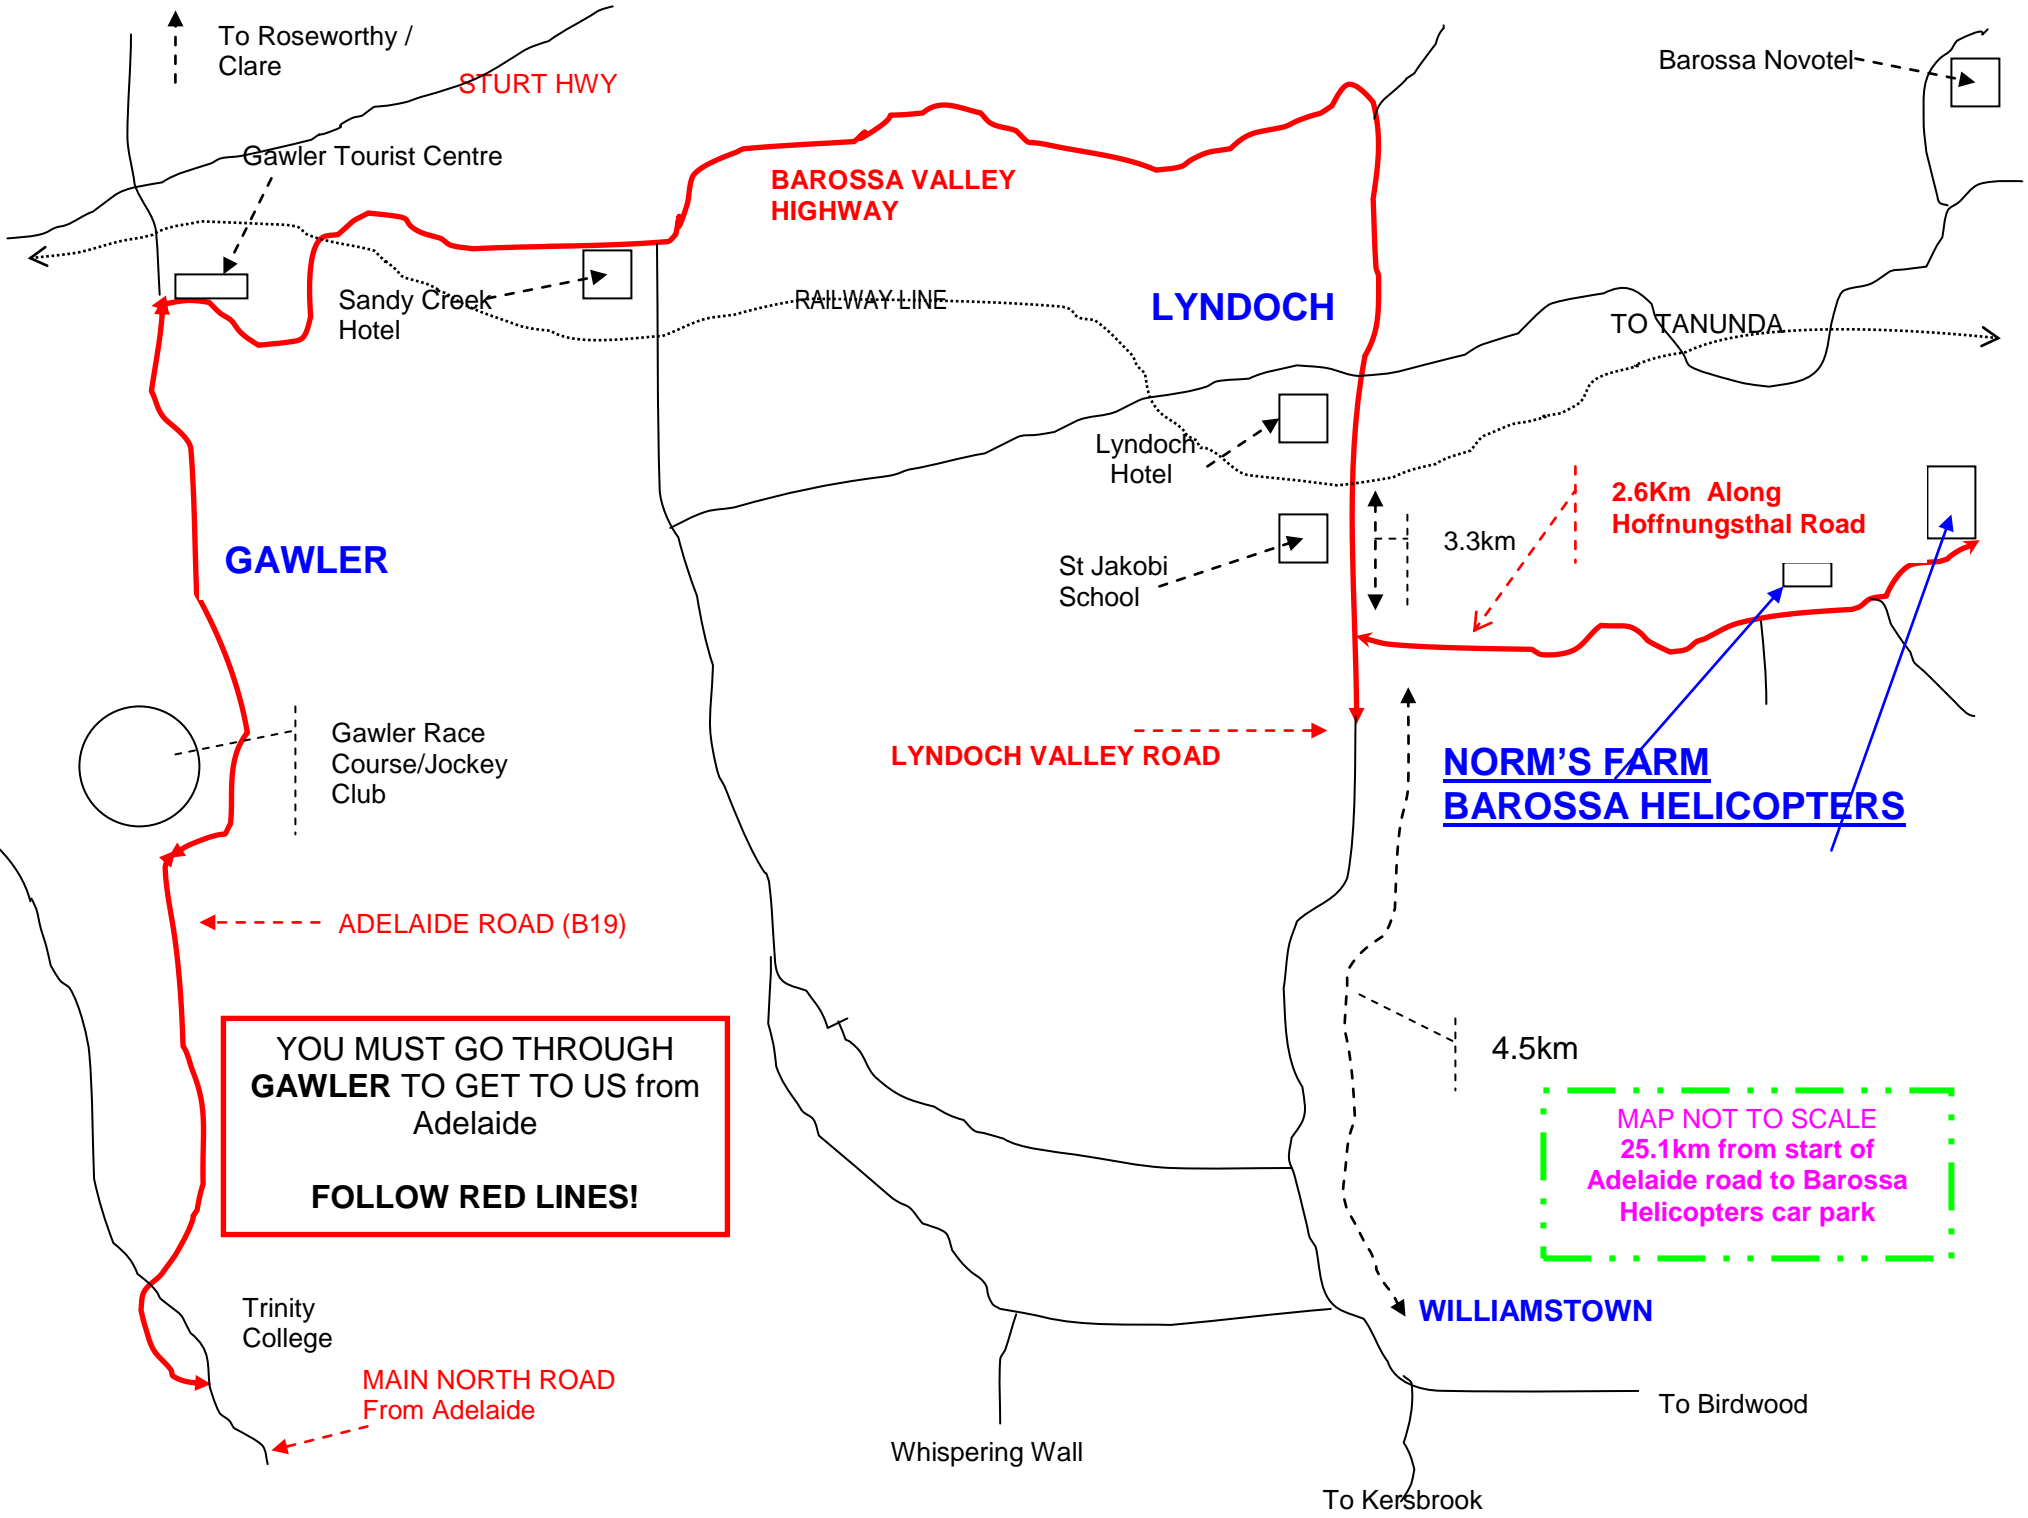 To Roseworthy /
Clare
STURT HWY
Barossa Novotel
Gawler Tourist Centre
BAROSSA VALLEY
HIGHWAY
Sandy Creek
Hotel
RAILWAY LINE
LYNDOCH
TO TANUNDA
Lyndoch
Hotel
2.6Km Along
Hoffnungsthal Road
3.3km
GAWLER
St Jakobi
School
Gawler Race
Course/Jockey
Club
LYNDOCH VALLEY ROAD
NORM'S FARM
BAROSSA HELICOPTERS
ADELAIDE ROAD (B19)
YOU MUST GO THROUGH
GAWLER TO GET TO US from
Adelaide
FOLLOW RED LINES!
4.5km
MAP NOT TO SCALE
25.1km from start of
Adelaide road to Barossa
Helicopters car park
Trinity
College
WILLIAMSTOWN
MAIN NORTH ROAD
From Adelaide
To Birdwood
Whispering Wall
To Kersbrook